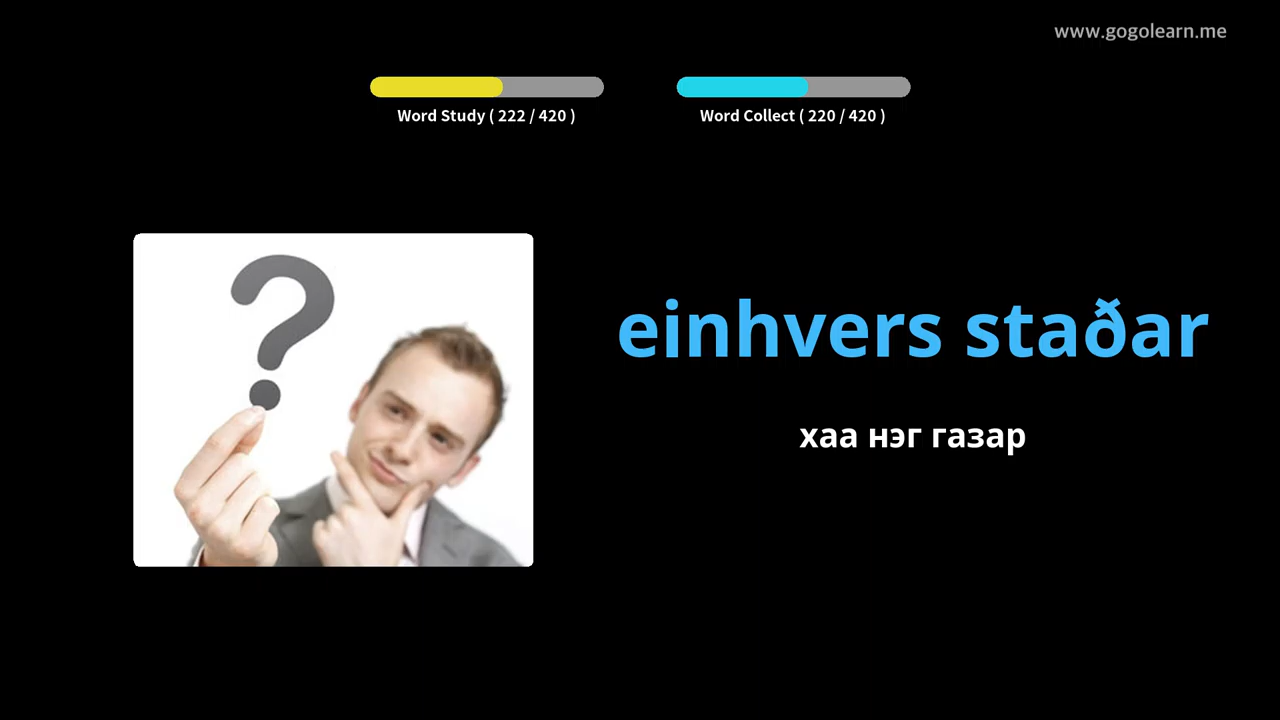 www.gogolearn.me
Word Study ( 222 / 420 )
Word Collect ( 220 / 420 )
einhvers staðar
хаа нэг газар